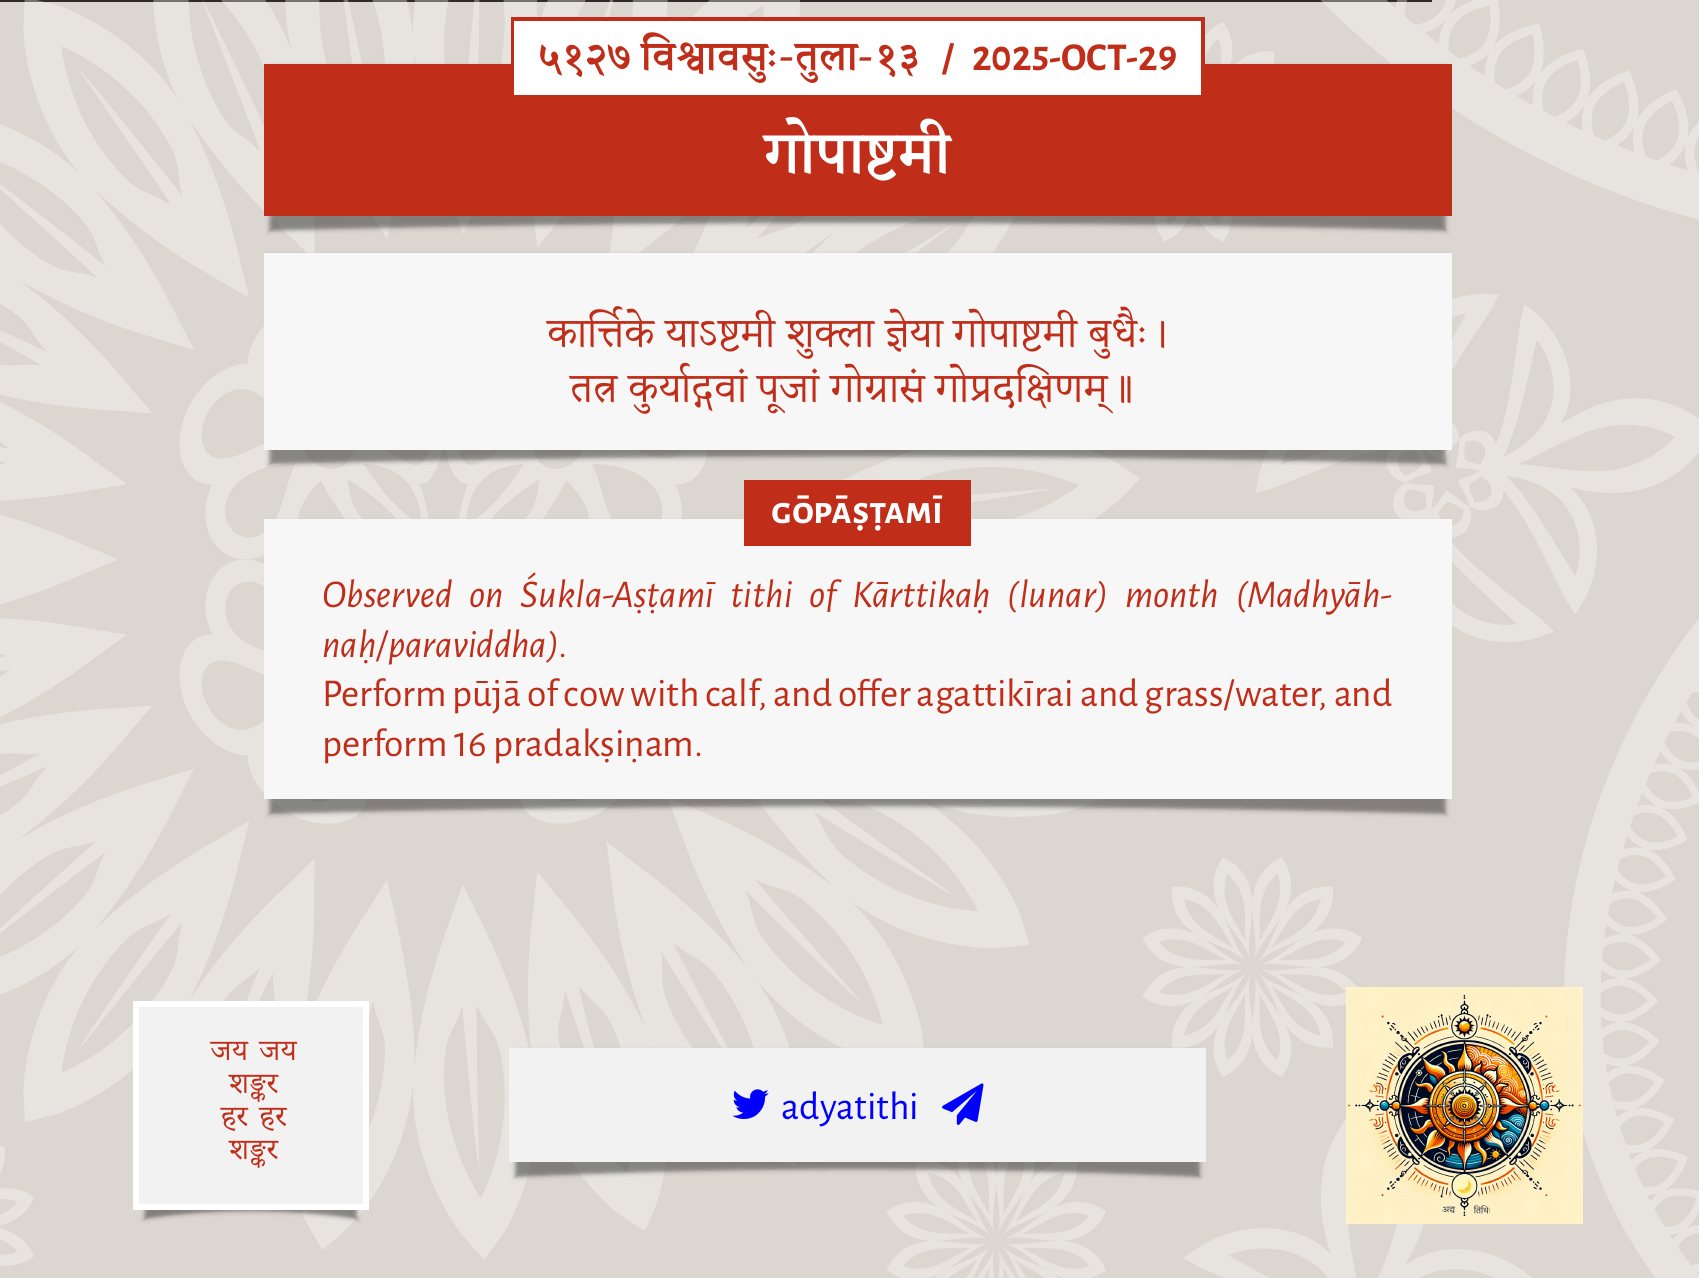 ५१२७ विश्वावसुः-तुला-१३ / 2025-OCT-29
गोपाष्टमी
कार्त्तिके याऽष्टमी शुक्ला ज्ञेया गोपाष्टमी बुधैः ।
तत्र कुर्याद्गवां पूजां गोग्रासं गोप्रदक्षिणम् ॥
GŌPĀṢṬAMĪ
Observed on Śukla-Aṣṭamī tithi of Kārttikaḥ (lunar) month (Madhyāh-
naḥ/paraviddha).
Perform pūjā of cow with calf, and offer agattikīrai and grass/water, and
perform 16 pradakṣiṇam.
जय जय
शङ्कर
हर हर
शङ्कर
adyatithi
अद्य तिथिः